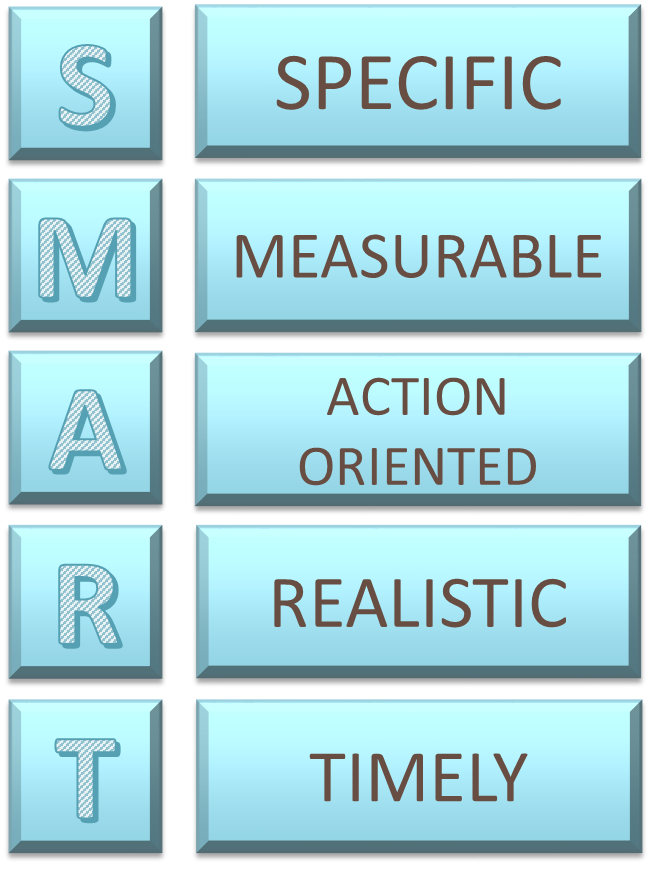 S SPECIFIC
M MEASURABLE
A ACTION
ORIENTED
R REALISTIC
T TIMELY